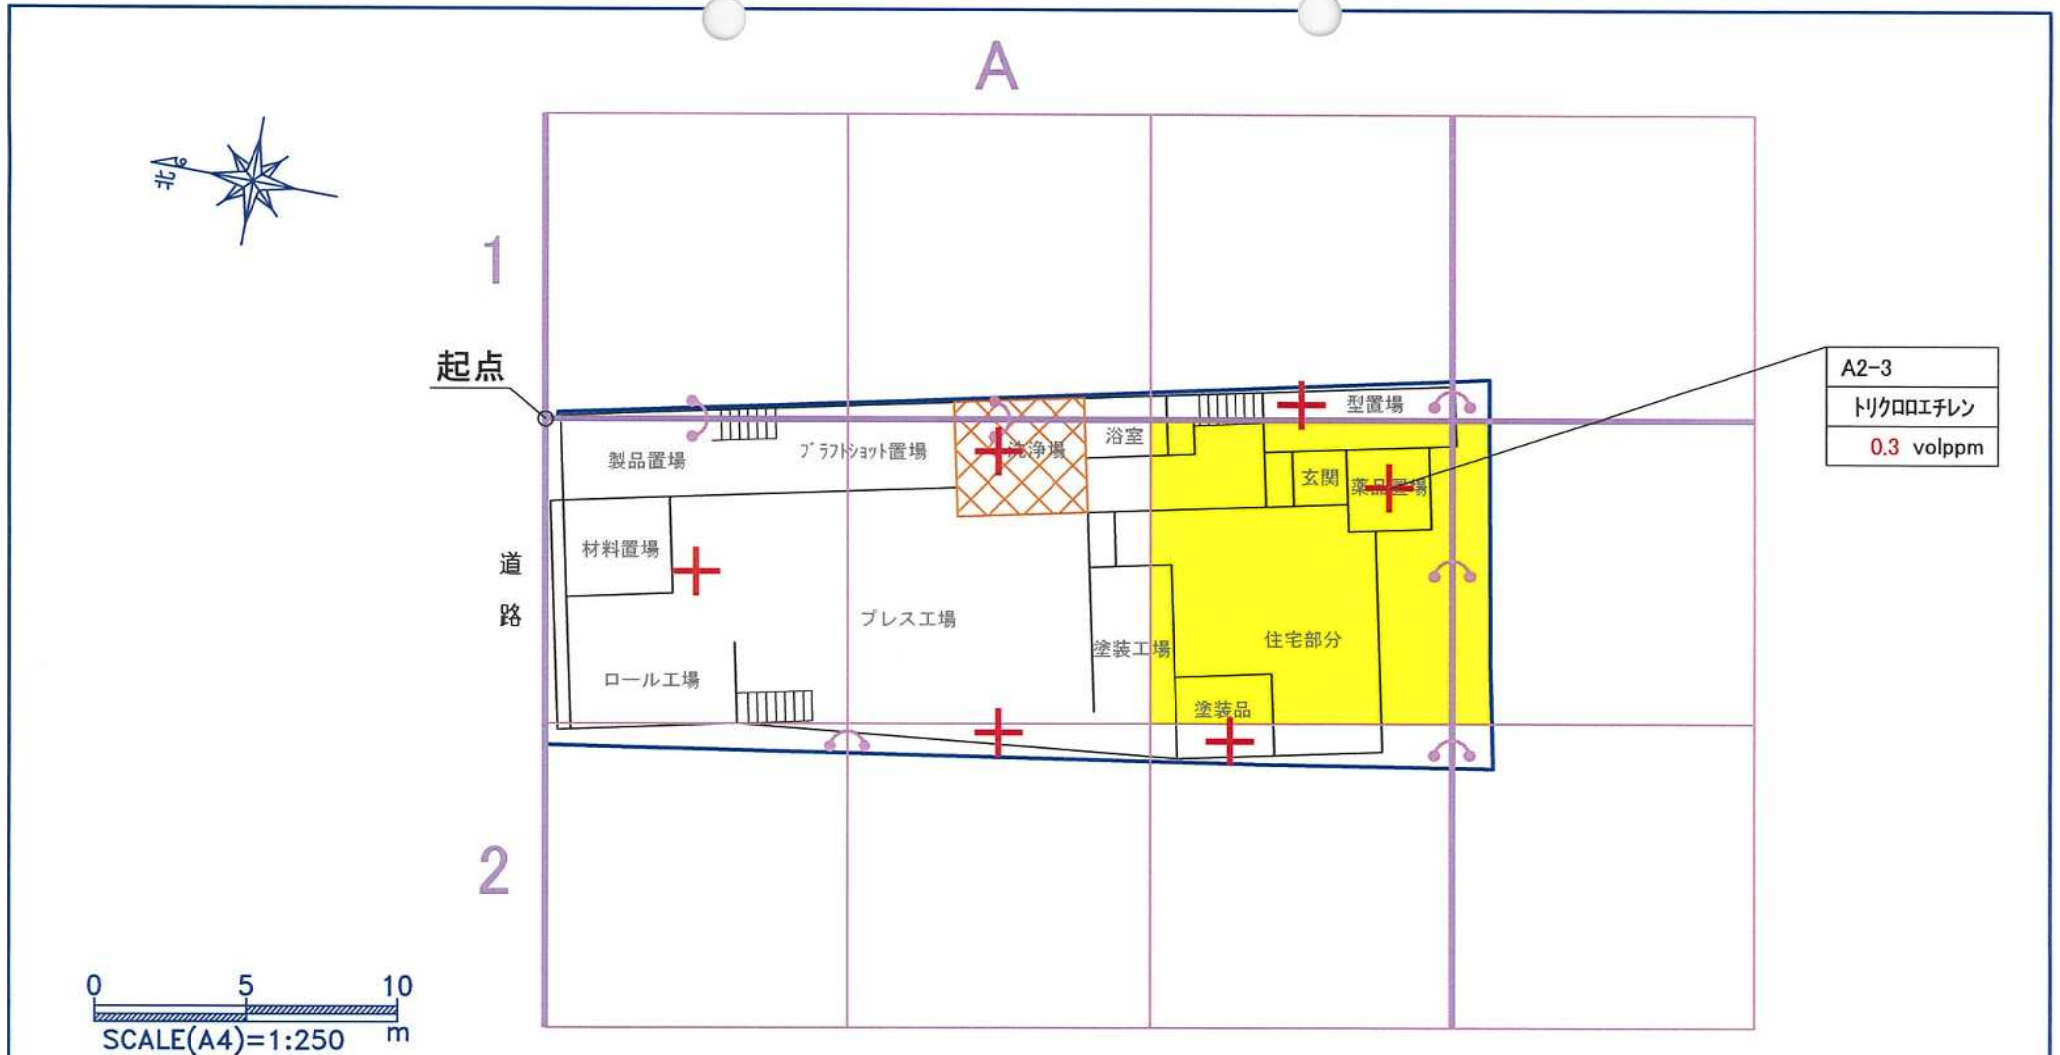 A
北
1
起点
型置場
A2-3
トリクロロエチレン
0.3 volppm
製品置場
ブラフトショット置場
洗浄場
浴室
玄関
薬品置場
材料置場
道路
プレス工場
塗装工場
住宅部分
ロール工場
塗装品
2
0 5 10
m
SCALE(A4)=1:250